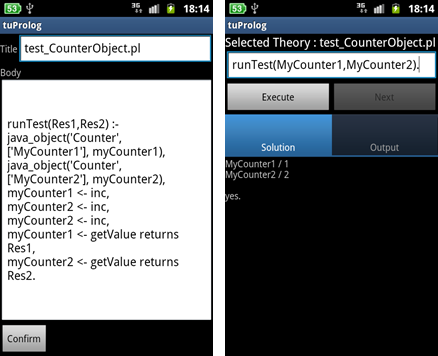 53 3G 18:14
tuProlog
Title test_CounterObject.pl
Body
runTest(Res1,Res2) :-
java_object('Counter',
['MyCounter1'], myCounter1),
java_object('Counter',
['MyCounter2'], myCounter2),
myCounter1 <- inc,
myCounter2 <- inc,
myCounter2 <- inc,
myCounter1 <- getValue returns
Res1,
myCounter2 <- getValue returns
Res2.
Confirm
53 3G 18:14
tuProlog
Selected Theory : test_CounterObject.pl
runTest(MyCounter1,MyCounter2).
Execute Next
Solution Output
MyCounter1 / 1
MyCounter2 / 2
yes.